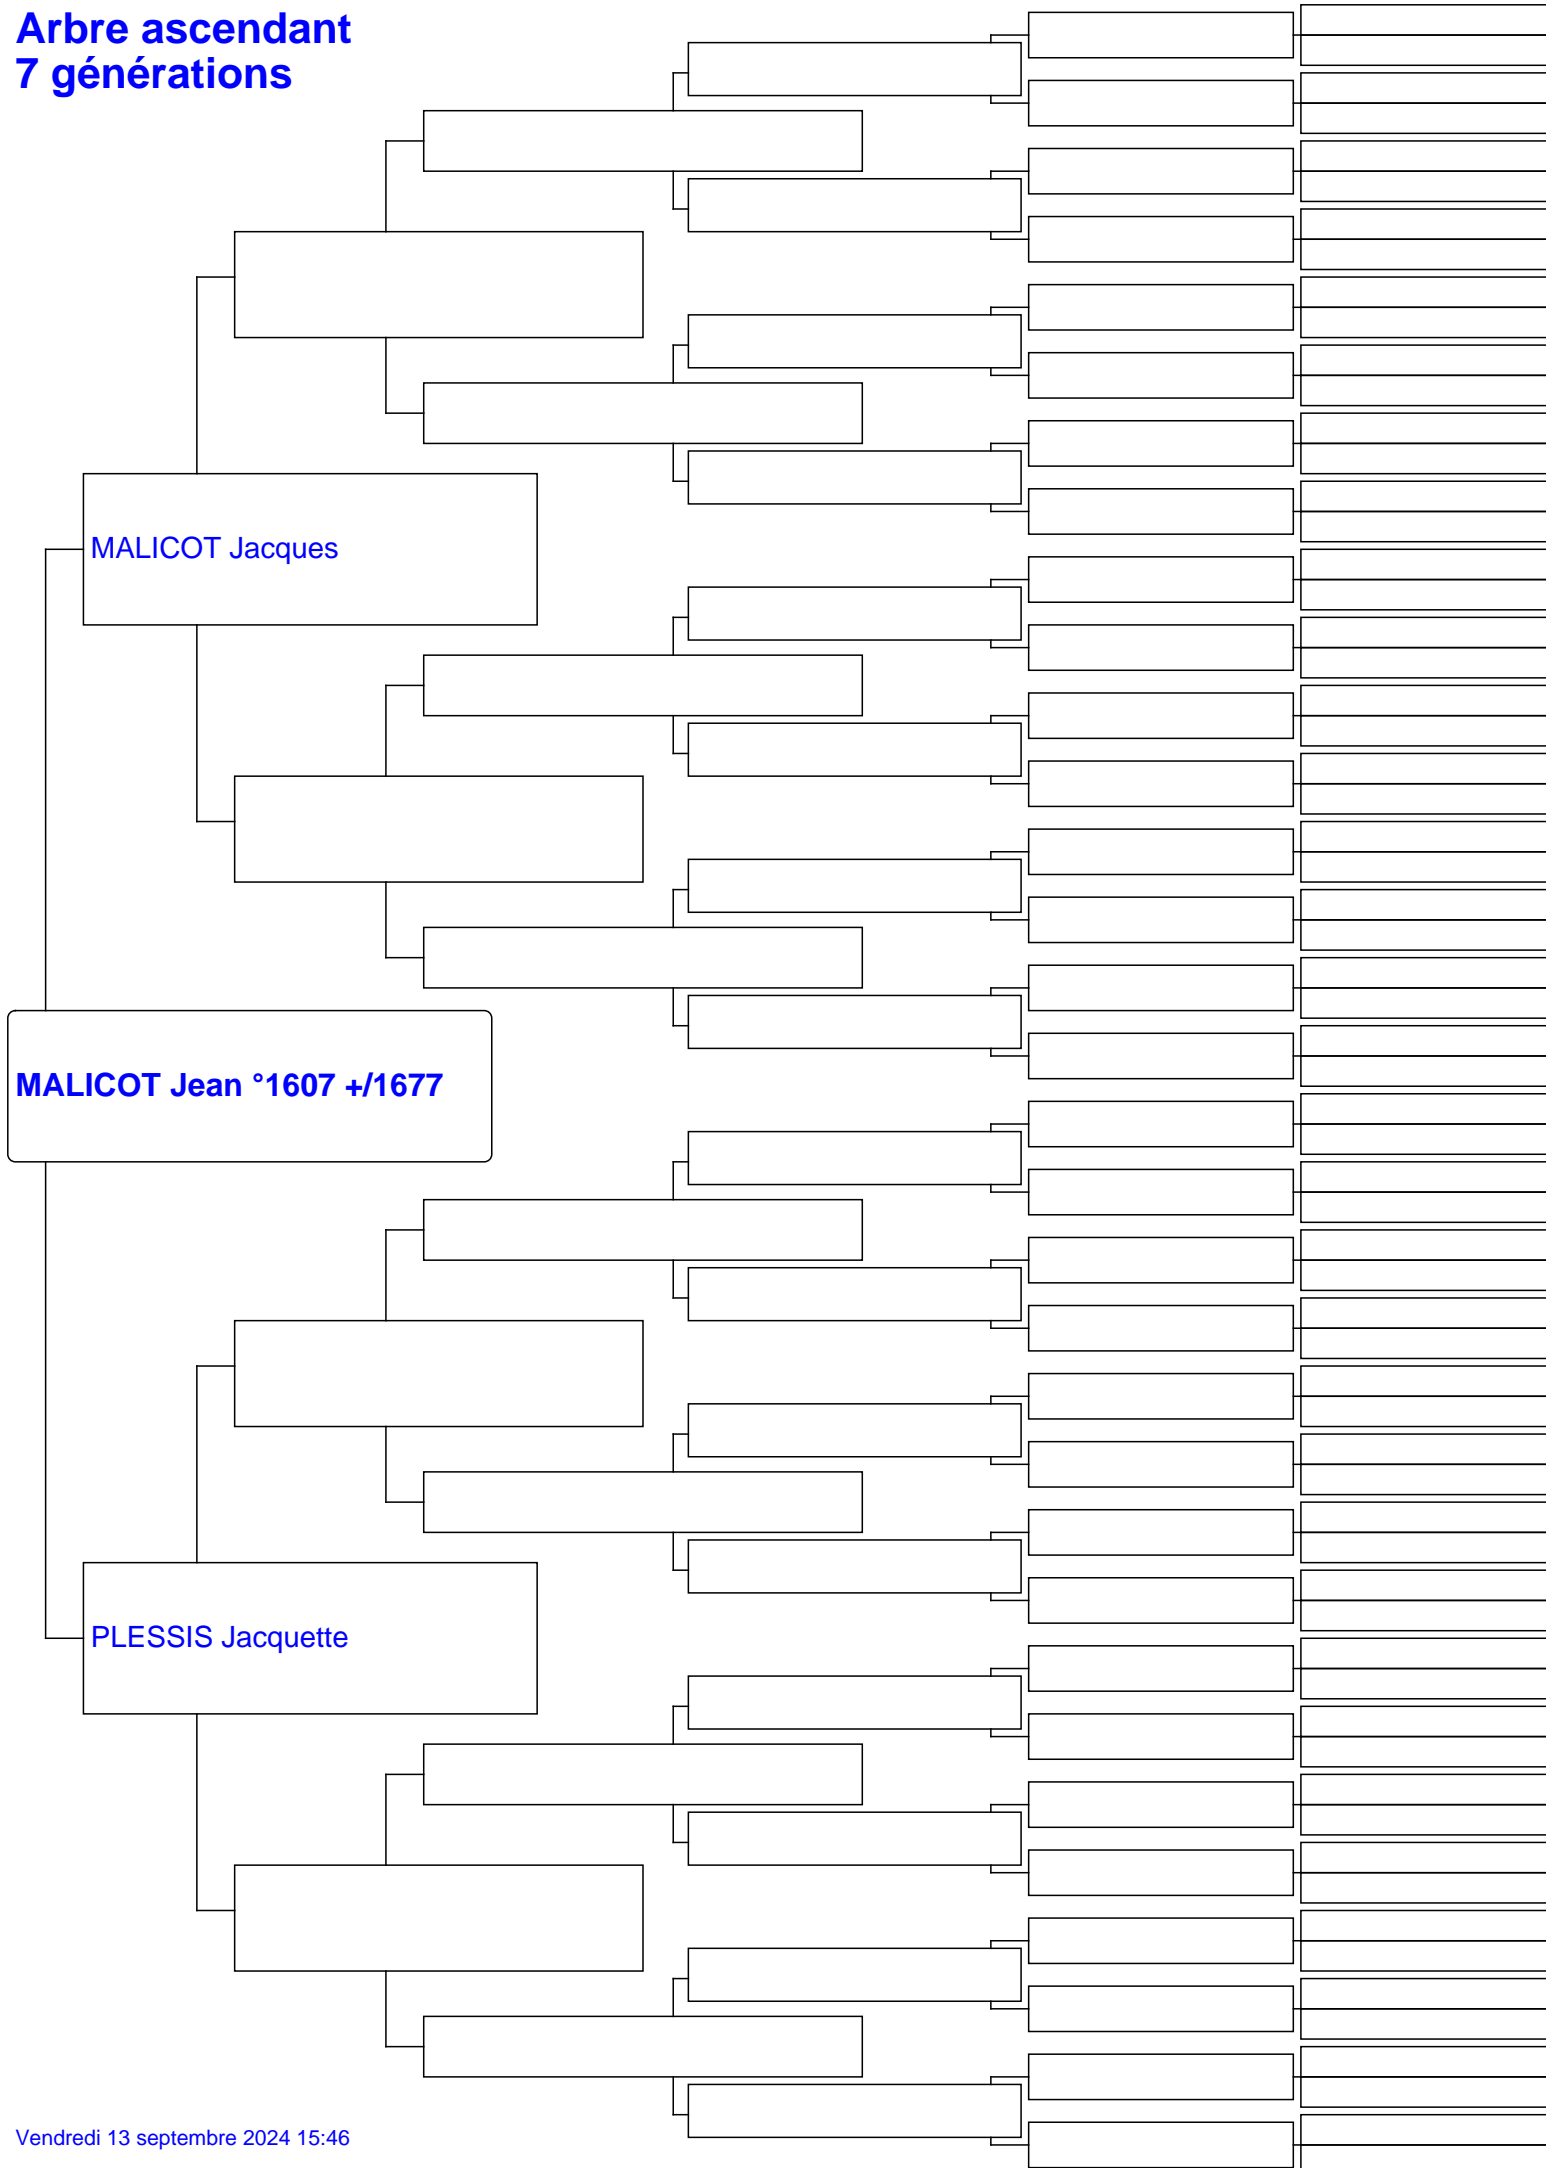 Arbre ascendant
7 générations
MALICOT Jacques
MALICOT Jean °1607 +/1677
PLESSIS Jacquette
Vendredi 13 septembre 2024 15:46